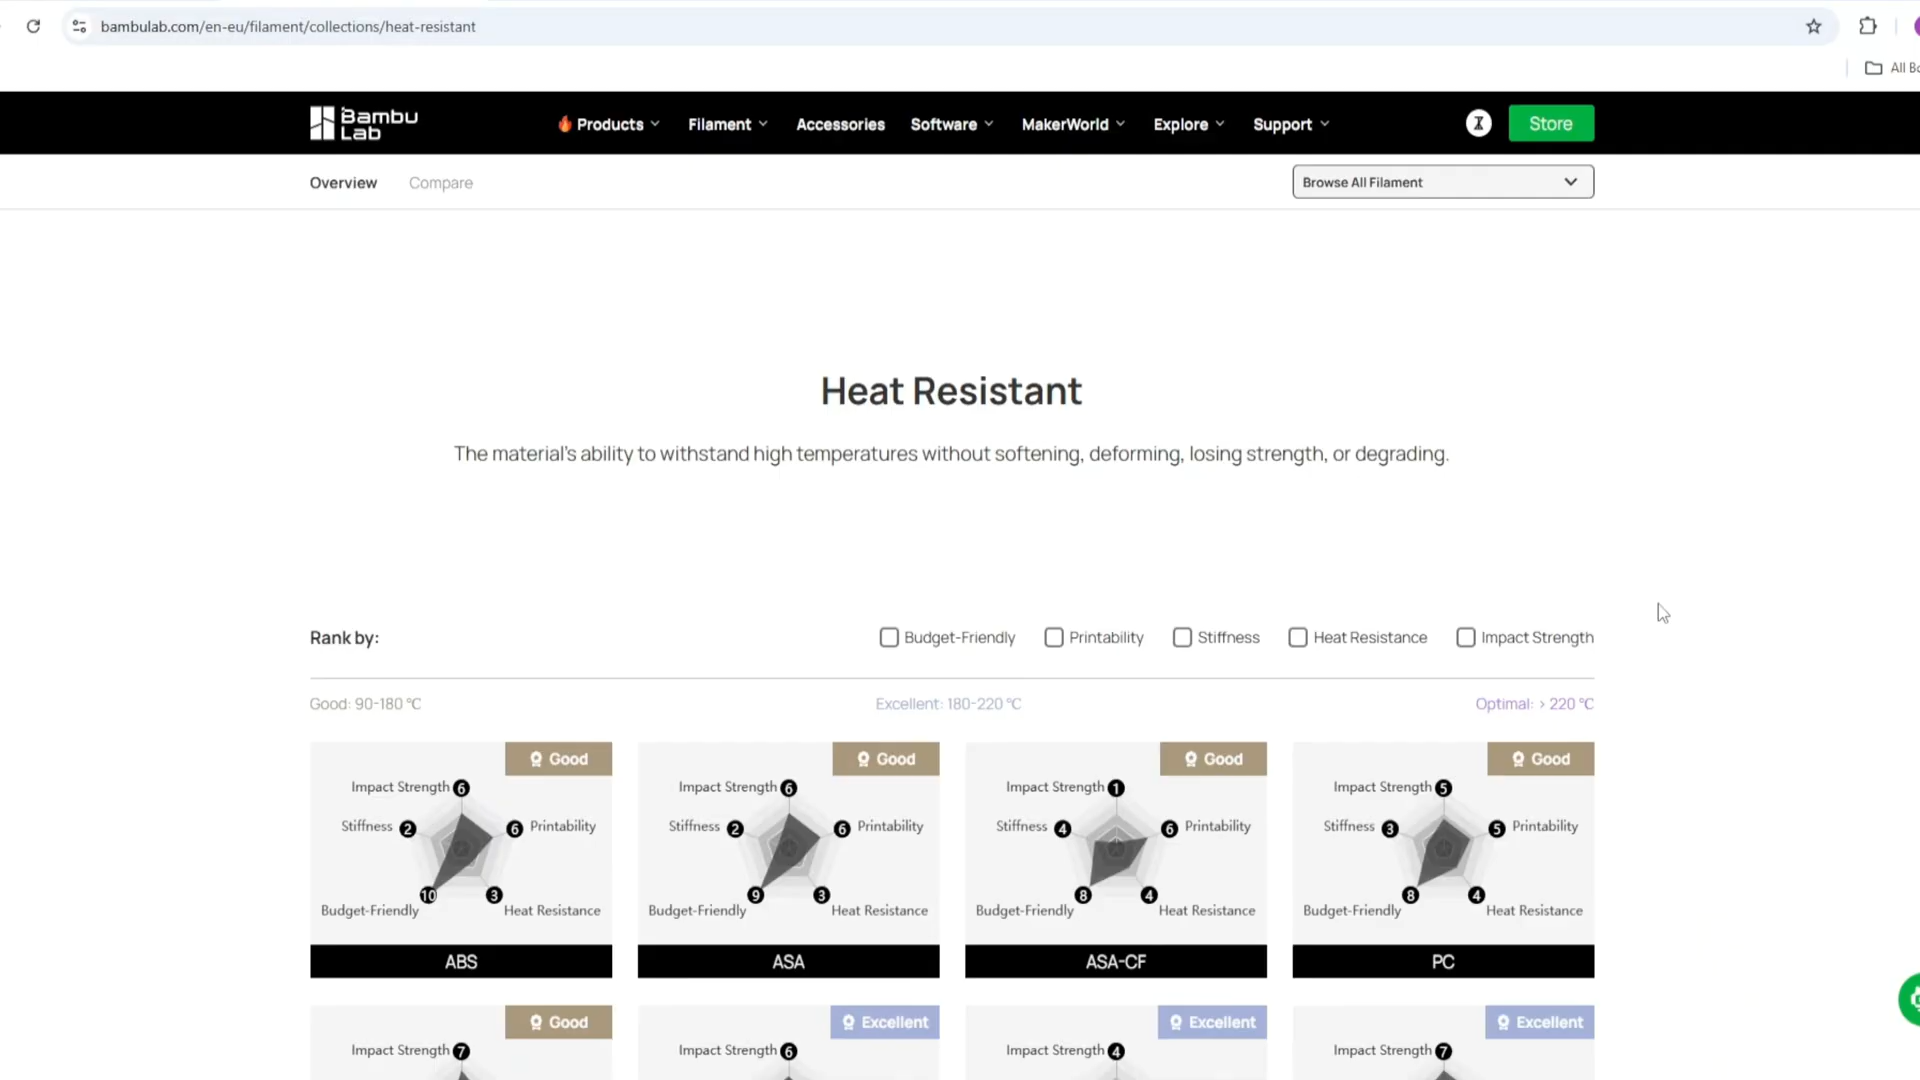 bambulab.com/en-eu/filament/collections/heat-resistant
Bambu Lab
Products Filament Accessories Software MakerWorld Explore Support Store
Overview Compare Browse All Filament
Heat Resistant
The material's ability to withstand high temperatures without softening, deforming, losing strength, or degrading.
Rank by: Budget-Friendly Printability Stiffness Heat Resistance Impact Strength
Good: 90-180 °C Excellent: 180-220 °C Optimal: > 220 °C
Good
Impact Strength 6
Stiffness 2 6 Printability
10 3
Budget-Friendly Heat Resistance
ABS
Good
Impact Strength 6
Stiffness 2 6 Printability
9 3
Budget-Friendly Heat Resistance
ASA
Good
Impact Strength 1
Stiffness 4 6 Printability
8 4
Budget-Friendly Heat Resistance
ASA-CF
Good
Impact Strength 5
Stiffness 3 5 Printability
8 4
Budget-Friendly Heat Resistance
PC
Good
Impact Strength 7
Excellent
Impact Strength 6
Excellent
Impact Strength 4
Excellent
Impact Strength 7